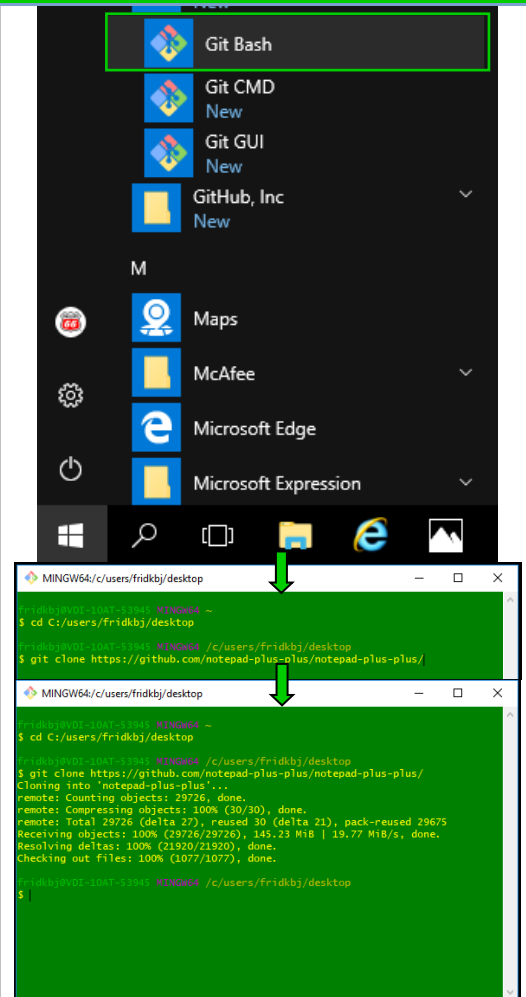 Git Bash
Git CMD
New
Git GUI
New
GitHub, Inc
New
M
66
Maps
McAfee
Microsoft Edge
Microsoft Expression
MINGW64:/c/users/fridkbj/desktop
fridkbj@VDI-10AT-53945 MINGW64 ~
$ cd C:/users/fridkbj/desktop
fridkbj@VDI-10AT-53945 MINGW64 /c/users/fridkbj/desktop
$ git clone https://github.com/notepad-plus-plus/notepad-plus-plus/
MINGW64:/c/users/fridkbj/desktop
fridkbj@VDI-10AT-53945 MINGW64 ~
$ cd C:/users/fridkbj/desktop
fridkbj@VDI-10AT-53945 MINGW64 /c/users/fridkbj/desktop
$ git clone https://github.com/notepad-plus-plus/notepad-plus-plus/
Cloning into 'notepad-plus-plus'...
remote: Counting objects: 29726, done.
remote: Compressing objects: 100% (30/30), done.
remote: Total 29726 (delta 27), reused 30 (delta 21), pack-reused 29675
Receiving objects: 100% (29726/29726), 145.23 MiB | 19.77 MiB/s, done.
Resolving deltas: 100% (21920/21920), done.
Checking out files: 100% (1077/1077), done.
fridkbj@VDI-10AT-53945 MINGW64 /c/users/fridkbj/desktop
$